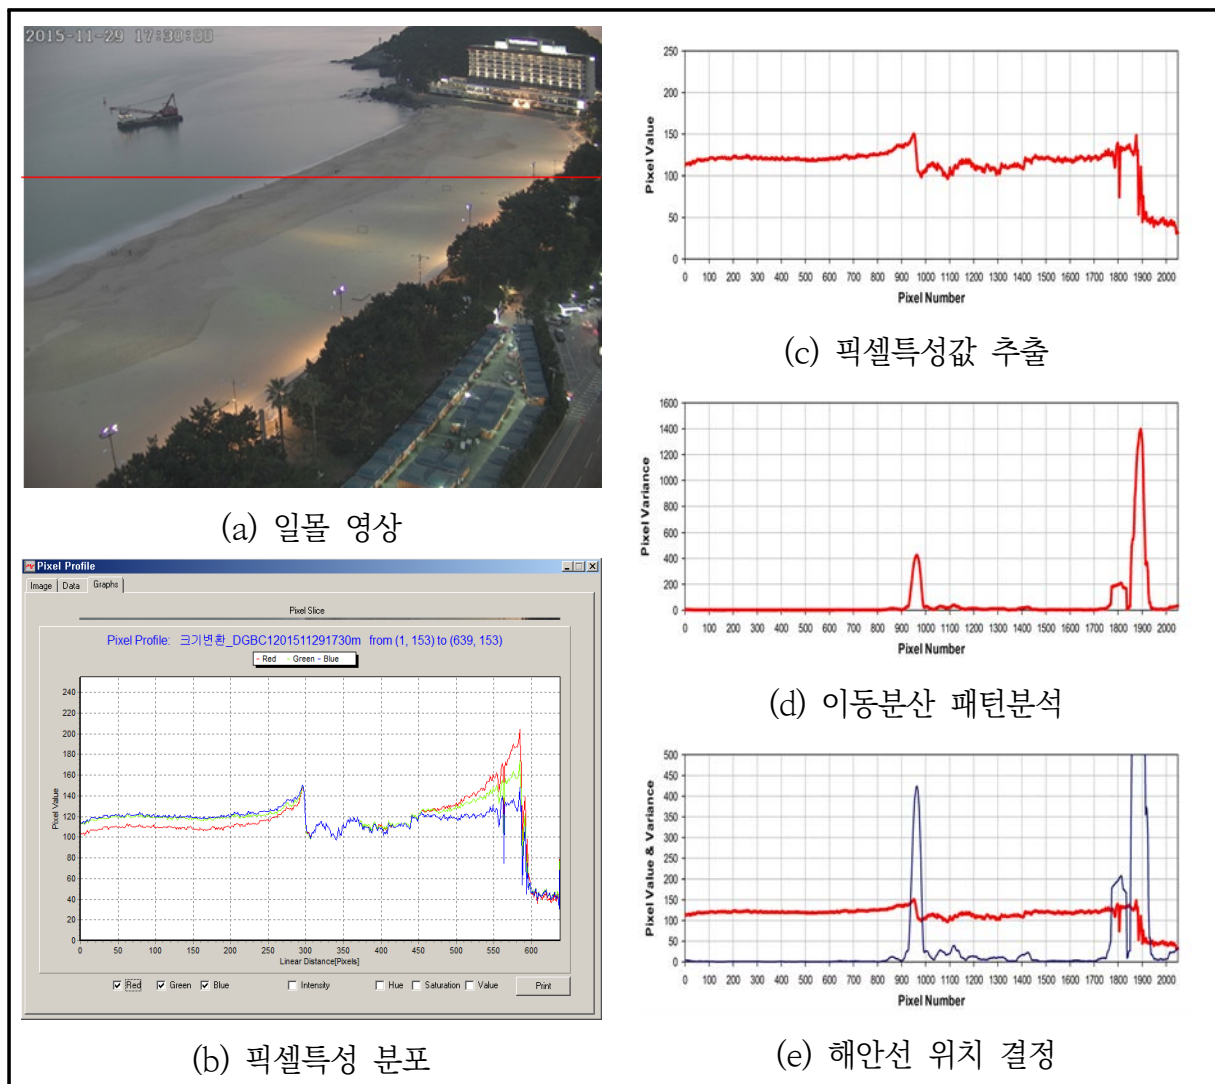 2015-11-29 17:30:00
(a) 일몰 영상
Pixel Profile
Image Data Graphs
Pixel Slice
Pixel Profile: 크기변환_DGBC1201511291730m from (1, 153) to (639, 153)
Red Green Blue
240
220
200
180
160
140
120
100
80
60
40
20
0
Pixel Value
0 50 100 150 200 250 300 350 400 450 500 550 600
Linear Distance[Pixels]
Red Green Blue Intensity Hue Saturation Value Print
(b) 픽셀특성 분포
250
200
150
100
50
0
Pixel Value
0 100 200 300 400 500 600 700 800 900 1000 1100 1200 1300 1400 1500 1600 1700 1800 1900 2000
Pixel Number
(c) 픽셀특성값 추출
1600
1400
1200
1000
800
600
400
200
0
Pixel Variance
0 100 200 300 400 500 600 700 800 900 1000 1100 1200 1300 1400 1500 1600 1700 1800 1900 2000
Pixel Number
(d) 이동분산 패턴분석
500
450
400
350
300
250
200
150
100
50
0
Pixel Value & Variance
0 100 200 300 400 500 600 700 800 900 1000 1100 1200 1300 1400 1500 1600 1700 1800 1900 2000
Pixel Number
(e) 해안선 위치 결정